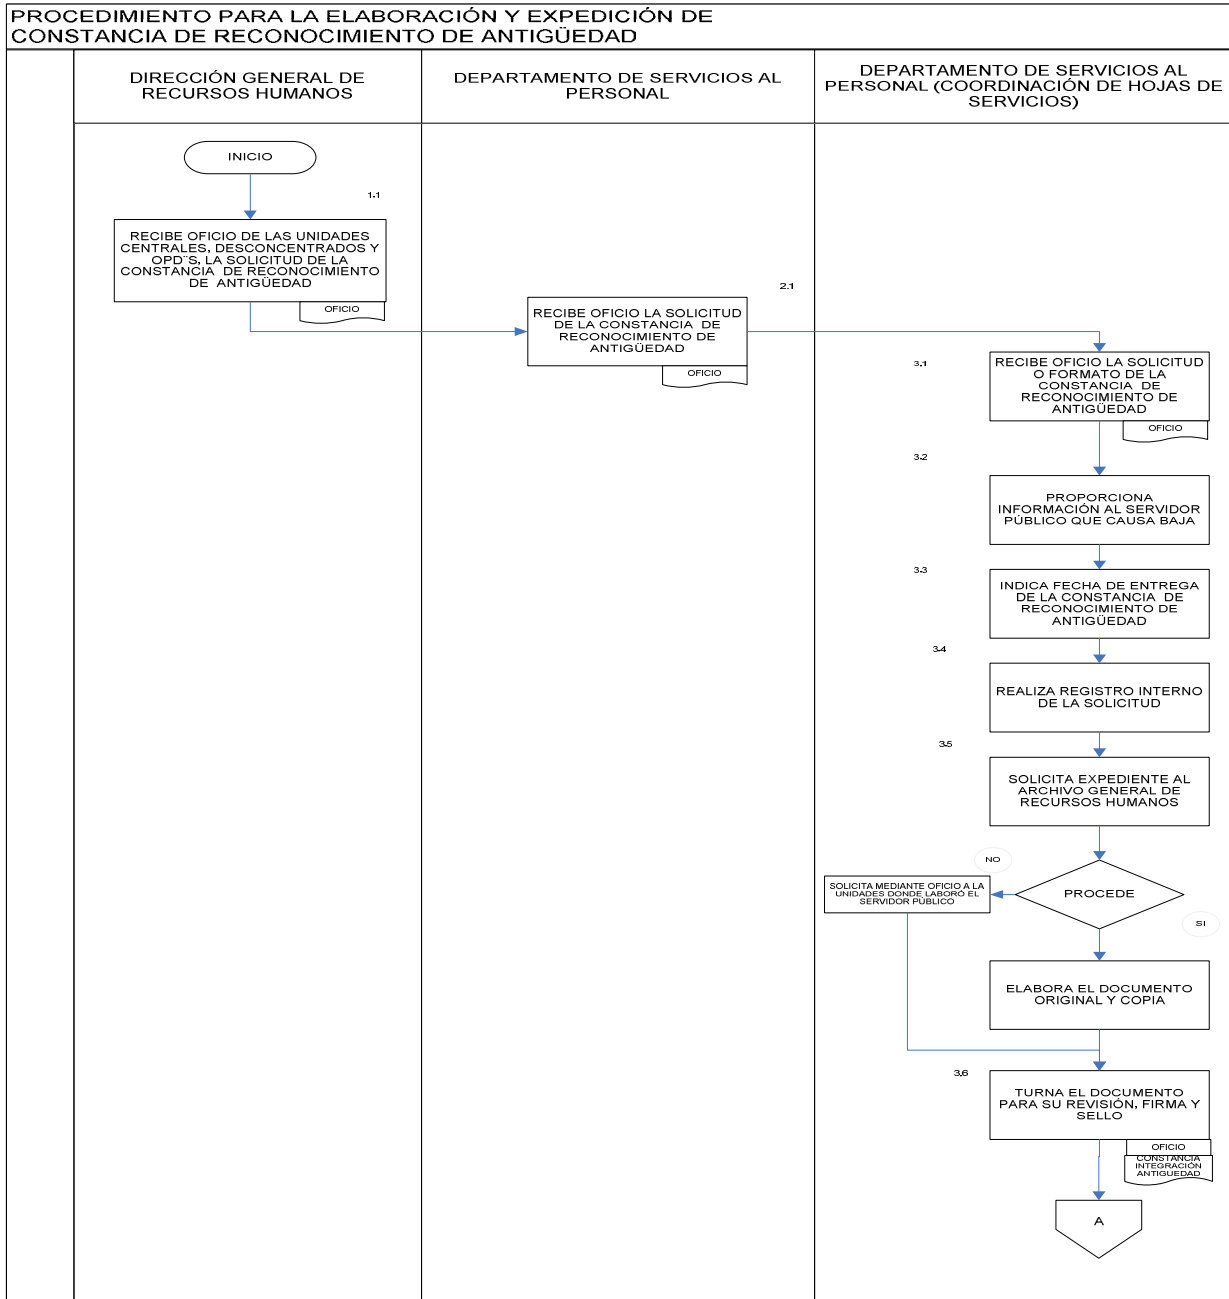 PROCEDIMIENTO PARA LA ELABORACIÓN Y EXPEDICIÓN DE
CONSTANCIA DE RECONOCIMIENTO DE ANTIGÜEDAD
DIRECCIÓN GENERAL DE
RECURSOS HUMANOS
DEPARTAMENTO DE SERVICIOS AL
PERSONAL
DEPARTAMENTO DE SERVICIOS AL
PERSONAL (COORDINACIÓN DE HOJAS DE
SERVICIOS)
INICIO
1.1
RECIBE OFICIO DE LAS UNIDADES
CENTRALES, DESCONCENTRADOS Y
OPD¨S, LA SOLICITUD DE LA
CONSTANCIA DE RECONOCIMIENTO
DE ANTIGÜEDAD
OFICIO
2.1
RECIBE OFICIO LA SOLICITUD
DE LA CONSTANCIA DE
RECONOCIMIENTO DE
ANTIGÜEDAD
OFICIO
3.1
RECIBE OFICIO LA SOLICITUD
O FORMATO DE LA
CONSTANCIA DE
RECONOCIMIENTO DE
ANTIGÜEDAD
OFICIO
3.2
PROPORCIONA
INFORMACIÓN AL SERVIDOR
PÚBLICO QUE CAUSA BAJA
3.3
INDICA FECHA DE ENTREGA
DE LA CONSTANCIA DE
RECONOCIMIENTO DE
ANTIGÜEDAD
3.4
REALIZA REGISTRO INTERNO
DE LA SOLICITUD
3.5
SOLICITA EXPEDIENTE AL
ARCHIVO GENERAL DE
RECURSOS HUMANOS
NO
PROCEDE
SOLICITA MEDIANTE OFICIO A LA
UNIDADES DONDE LABORÓ EL
SERVIDOR PÚBLICO
SI
ELABORA EL DOCUMENTO
ORIGINAL Y COPIA
3.6
TURNA EL DOCUMENTO
PARA SU REVISIÓN, FIRMA Y
SELLO
OFICIO
CONSTANCIA
INTEGRACIÓN
ANTIGUEDAD
A